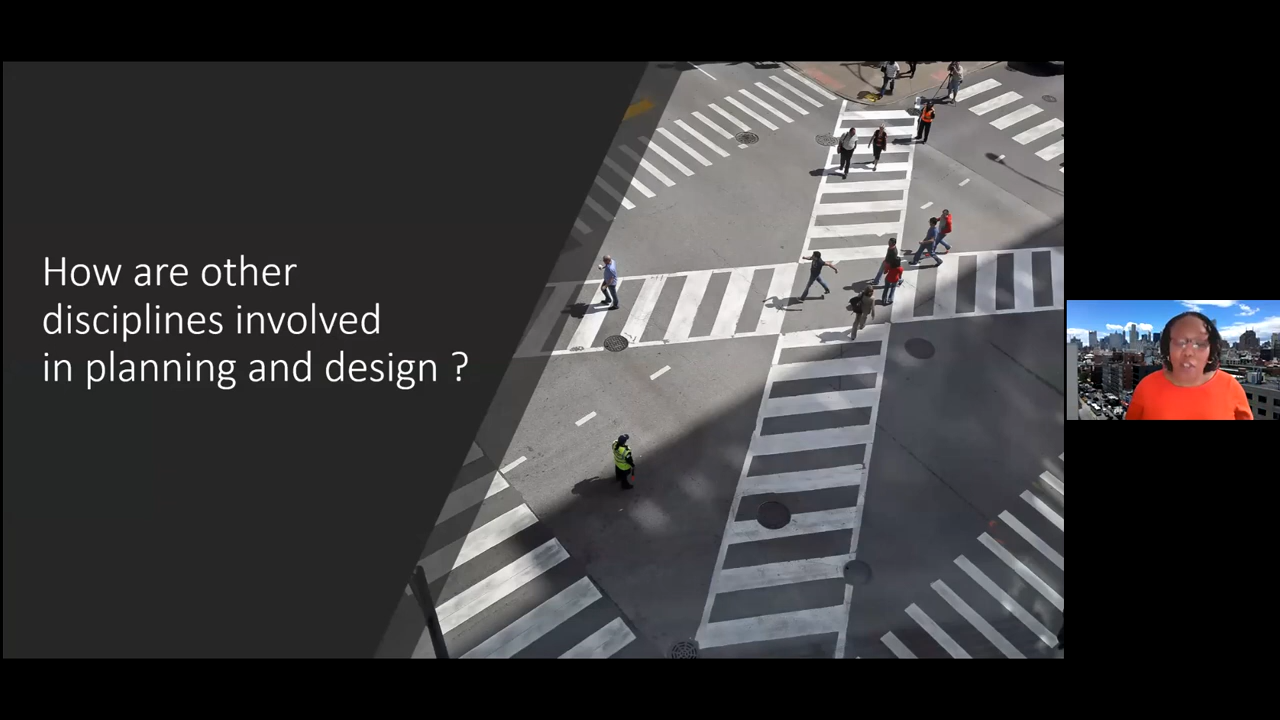 How are other
disciplines involved
in planning and design ?